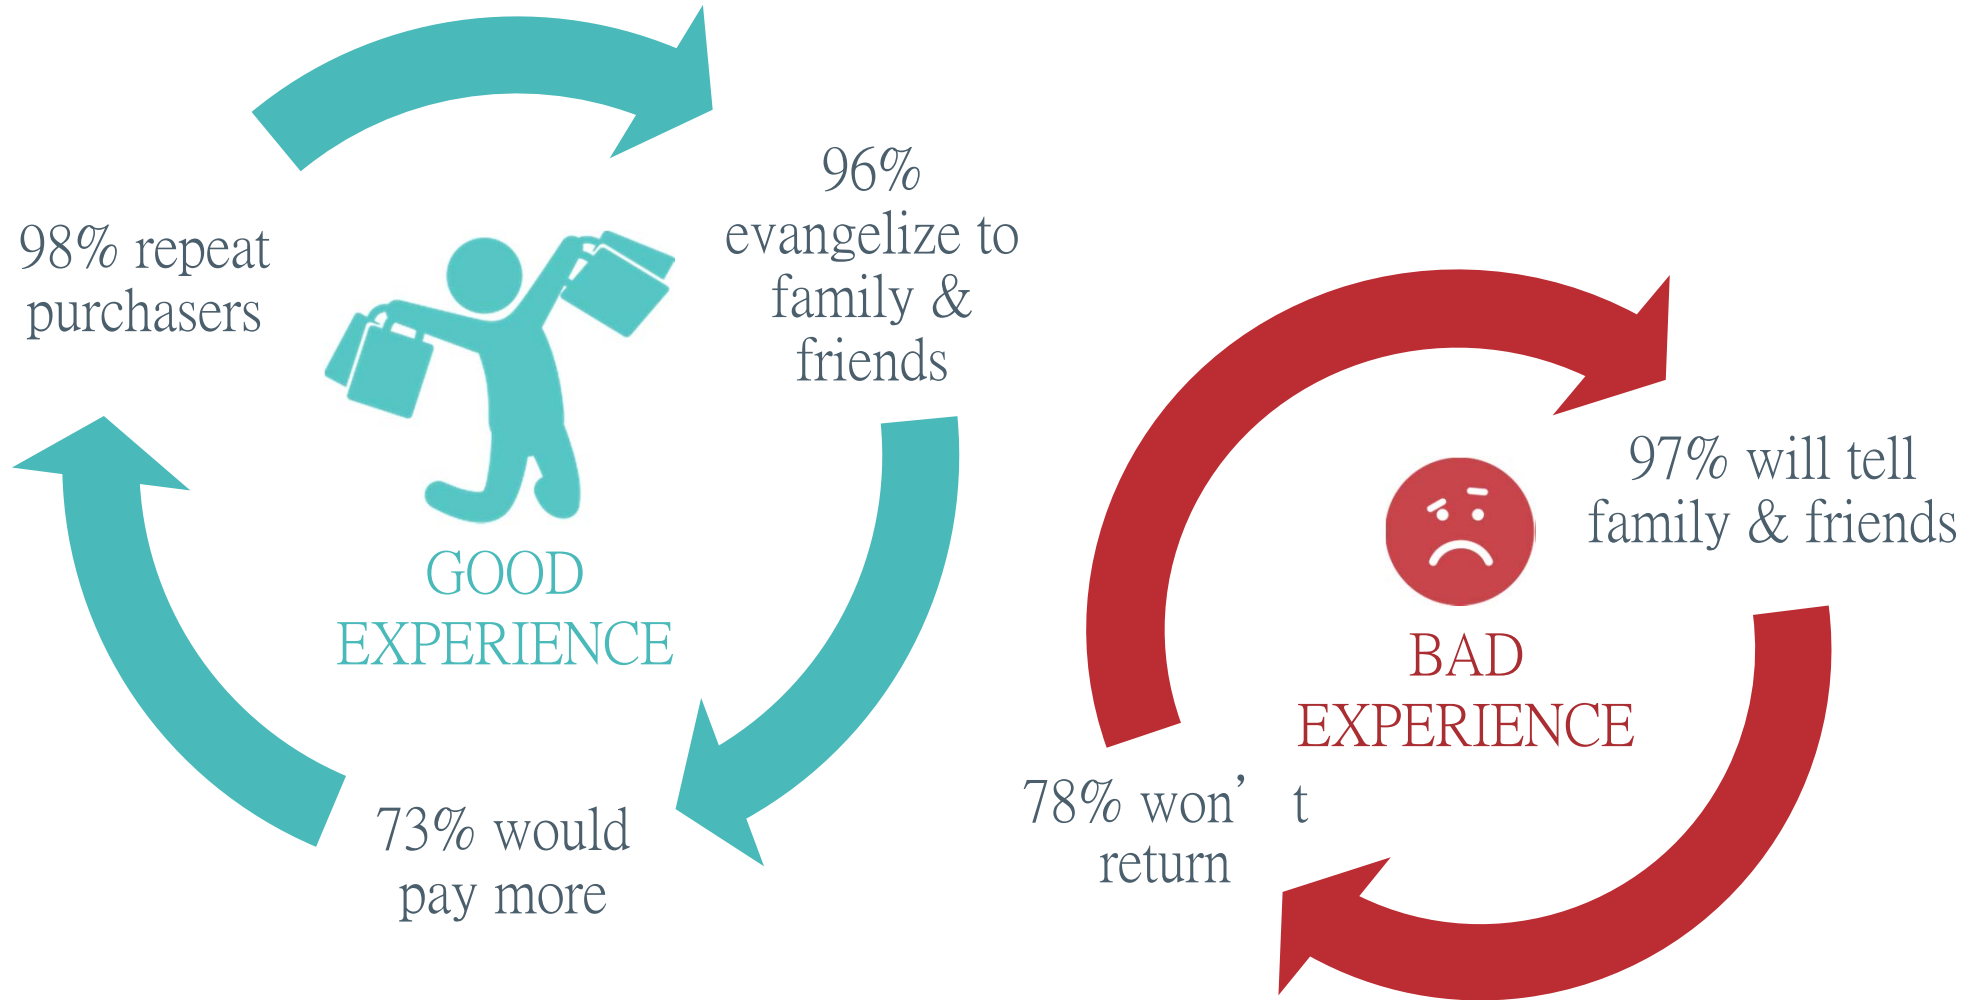 98% repeat
purchasers
96%
evangelize to
family &
friends
73% would
pay more
GOOD
EXPERIENCE
97% will tell
family & friends
78% won’ t
return
BAD
EXPERIENCE